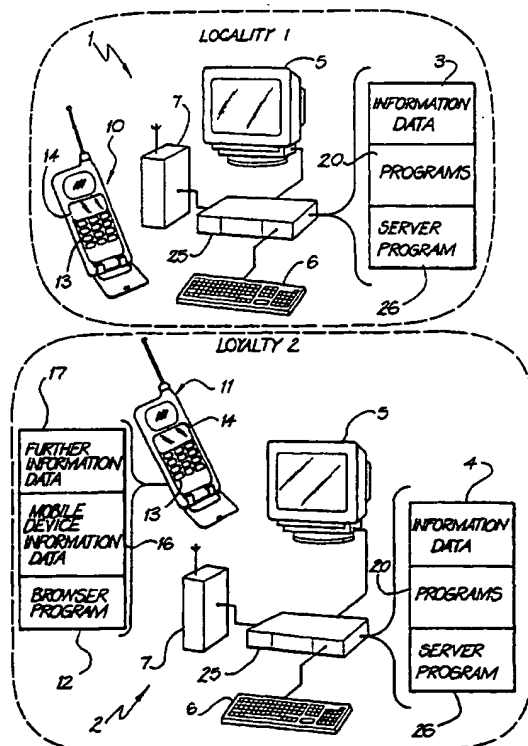 LOCALITY 1
1
5
3
7
INFORMATION
DATA
10
14
20
PROGRAMS
13
25
SERVER
PROGRAM
6
26
LOYALTY 2
17
11
14
5
4
FURTHER
INFORMATION
DATA
INFORMATION
DATA
MOBILE
DEVICE
INFORMATION
DATA
13
16
20
PROGRAMS
BROWSER
PROGRAM
7
25
SERVER
PROGRAM
12
2
6
26